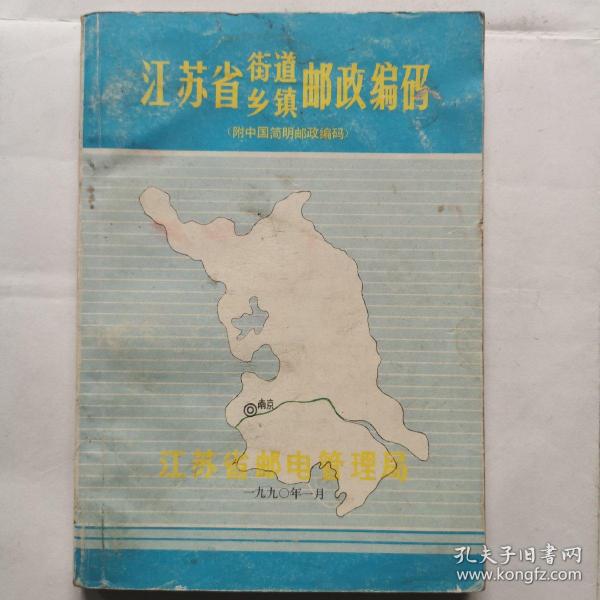 江苏省街道乡镇邮政编码
(附中国简明邮政编码)
南京
江苏省邮电管理局
一九九〇年一月
孔夫子旧书网
www.kongfz.com